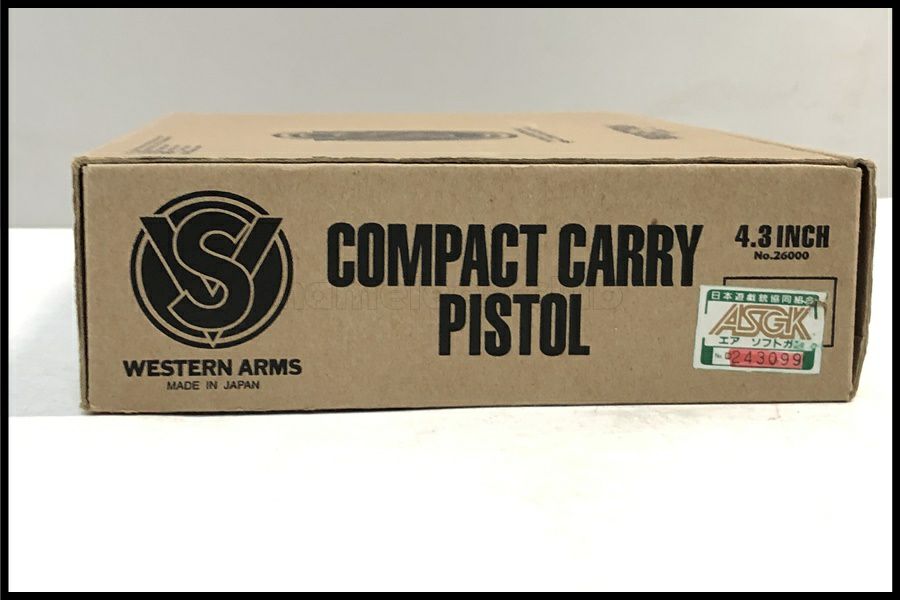 WS
WESTERN ARMS
MADE IN JAPAN
COMPACT CARRY
PISTOL
4.3 INCH
No.26000
日本遊戯銃協同組合
ASGK
エアソフトガン
243099